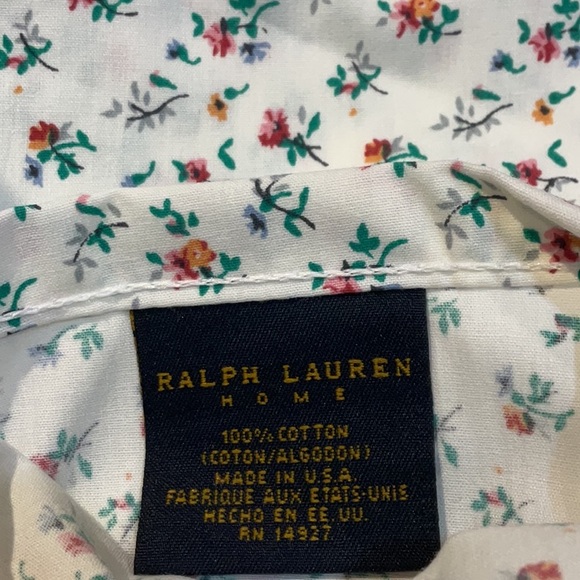 RALPH LAUREN
HOME
100% COTTON
(COTON/ALGODON)
MADE IN U.S.A.
FABRIQUE AUX ETATS-UNIS
HECHO EN EE. UU.
RN 14927